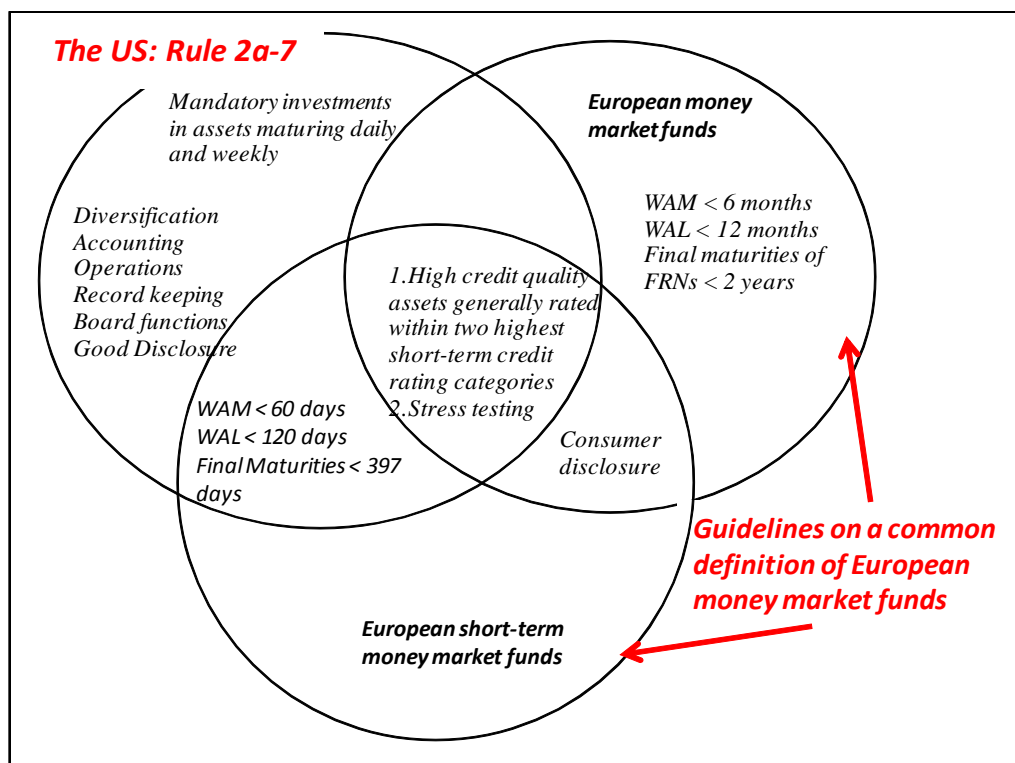 The US: Rule 2a-7
Mandatory investments
in assets maturing daily
and weekly
European money
market funds
Diversification
Accounting
Operations
Record keeping
Board functions
Good Disclosure
WAM < 6 months
WAL < 12 months
Final maturities of
FRNs < 2 years
1.High credit quality
assets generally rated
within two highest
short-term credit
rating categories
2.Stress testing
WAM < 60 days
WAL < 120 days
Final Maturities < 397
days
Consumer
disclosure
Guidelines on a common
definition of European
money market funds
European short-term
money market funds